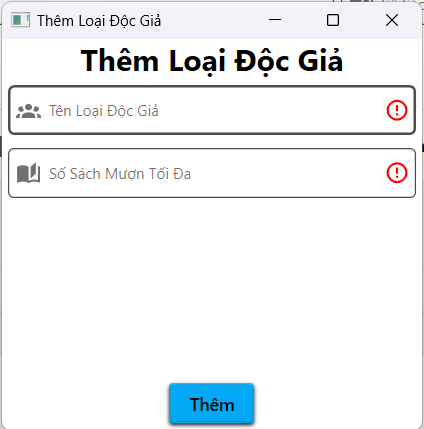 Thêm Loại Độc Giả
Thêm Loại Độc Giả
Tên Loại Độc Giả
Số Sách Mượn Tối Đa
Thêm